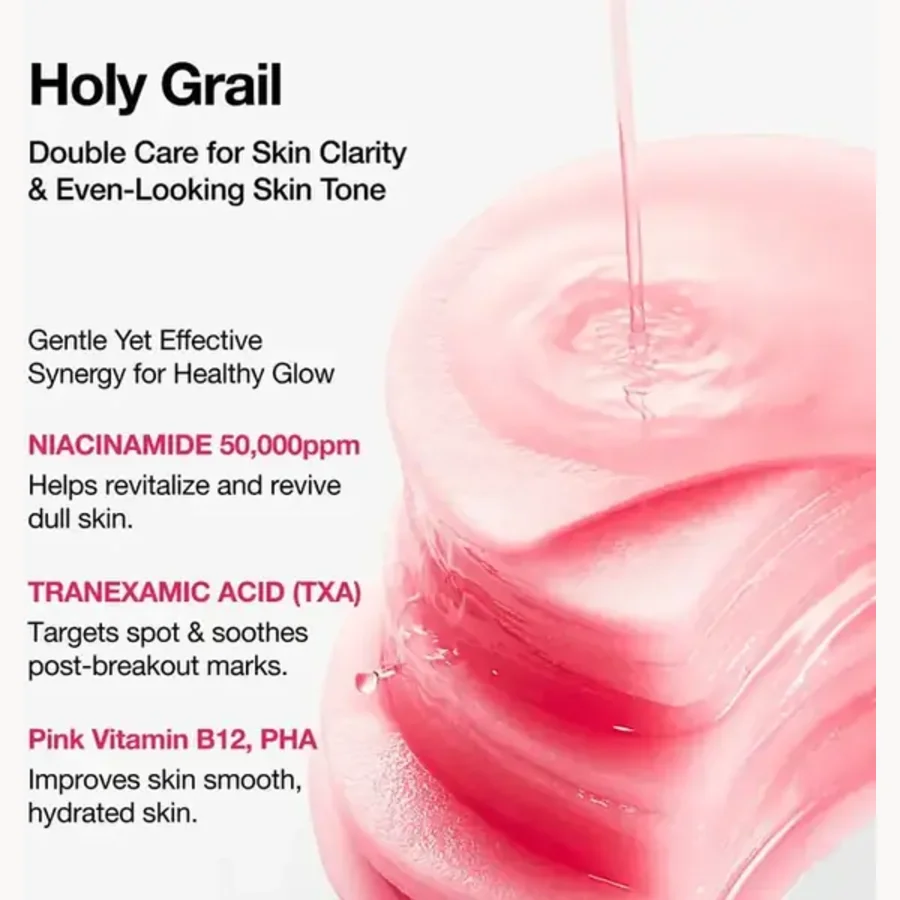 Holy Grail
Double Care for Skin Clarity
& Even-Looking Skin Tone
Gentle Yet Effective
Synergy for Healthy Glow
NIACINAMIDE 50,000ppm
Helps revitalize and revive
dull skin.
TRANEXAMIC ACID (TXA)
Targets spot & soothes
post-breakout marks.
Pink Vitamin B12, PHA
Improves skin smooth,
hydrated skin.